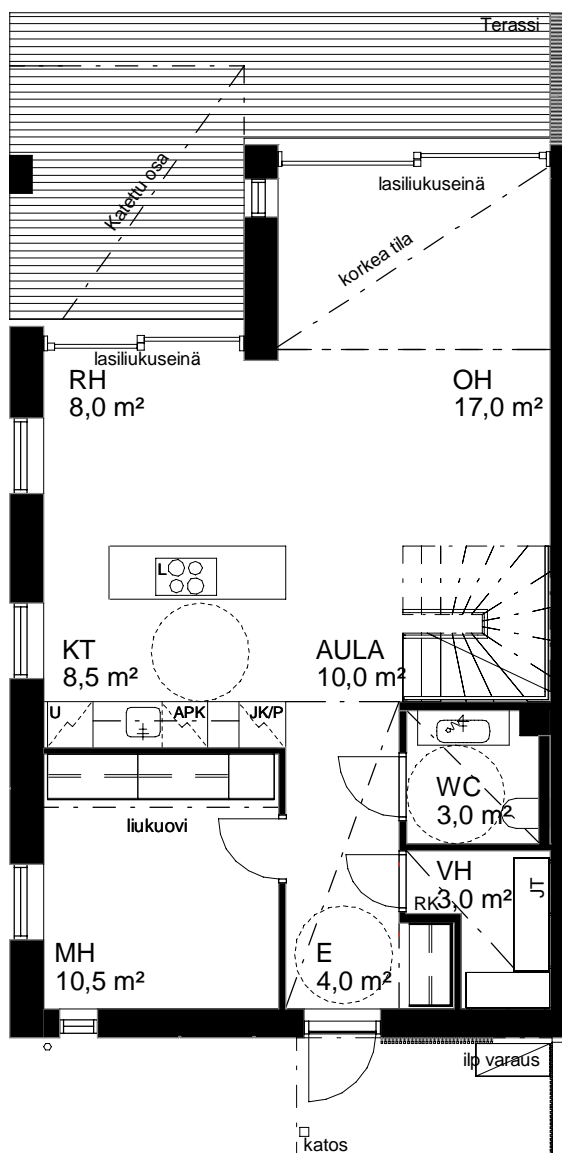 Terassi
Katettu osa
lasiliukuseinä
korkea tila
lasiliukuseinä
RH
8,0 m²
OH
17,0 m²
L
KT
8,5 m²
AULA
10,0 m²
U
APK
JK/P
WC
3,0 m²
liukuovi
VH
3,0 m²
RK
JT
MH
10,5 m²
E
4,0 m²
ilp varaus
katos